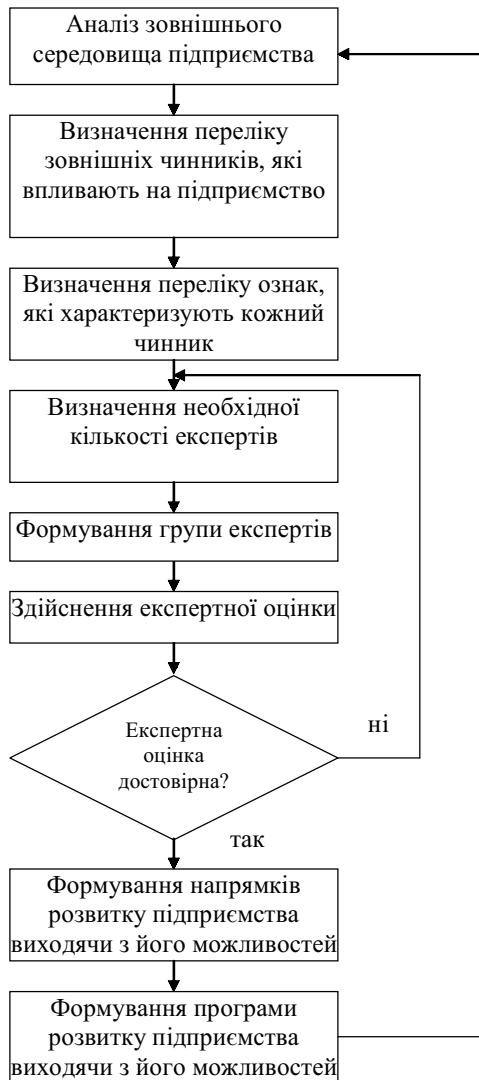 Аналіз зовнішнього
середовища підприємства
Визначення переліку
зовнішніх чинників, які
впливають на підприємство
Визначення переліку ознак,
які характеризують кожний
чинник
Визначення необхідної
кількості експертів
Формування групи експертів
Здійснення експертної оцінки
Експертна
оцінка
достовірна?
ні
так
Формування напрямків
розвитку підприємства
виходячи з його можливостей
Формування програми
розвитку підприємства
виходячи з його можливостей